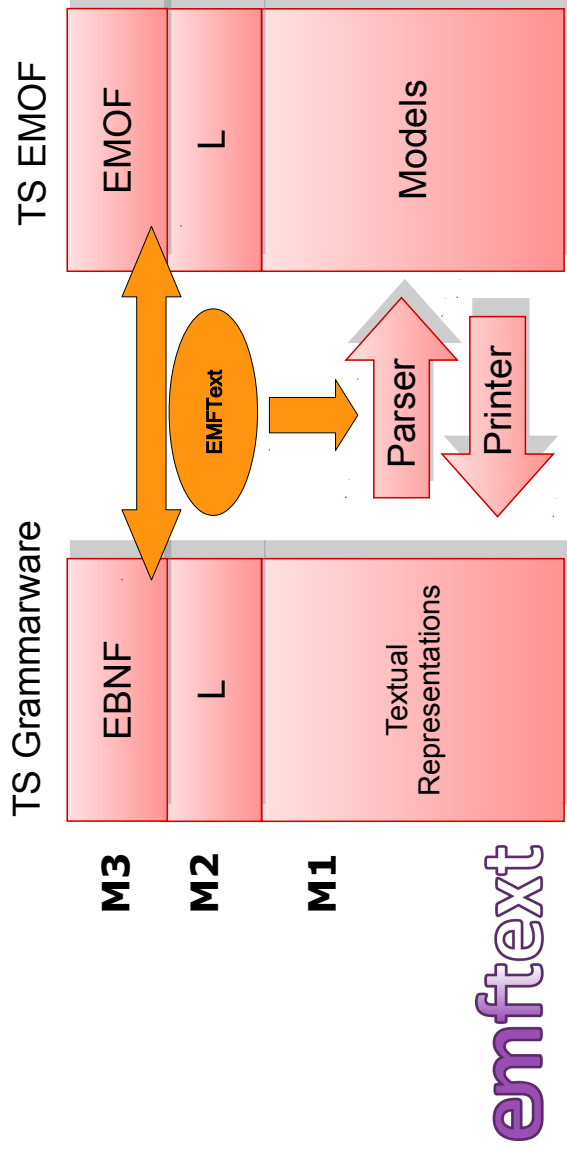 TS Grammarware
TS EMOF
M3
EBNF
EMOF
M2
L
EMFText
L
M1
Textual
Representations
Parser
Printer
Models
emftext